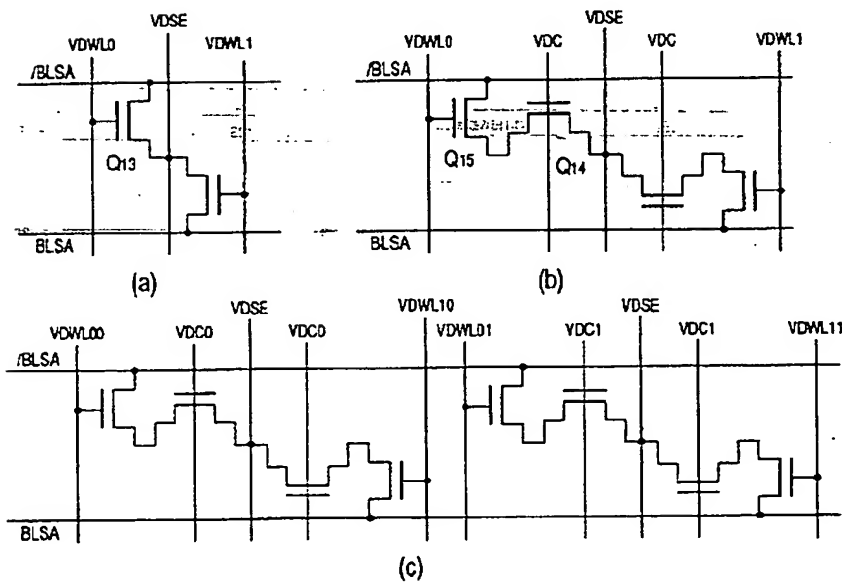 VDSE
VDWL0 VDWL1
/BLSA
Q13
BLSA
(a)
VDSE
VDWL0 VDC VDC VDWL1
/BLSA
Q15 Q14
BLSA
(b)
VDWL10
VDSE VDSE
VDWL00 VDC0 VDC0 VDWL01 VDC1 VDC1 VDWL11
/BLSA
BLSA
(c)